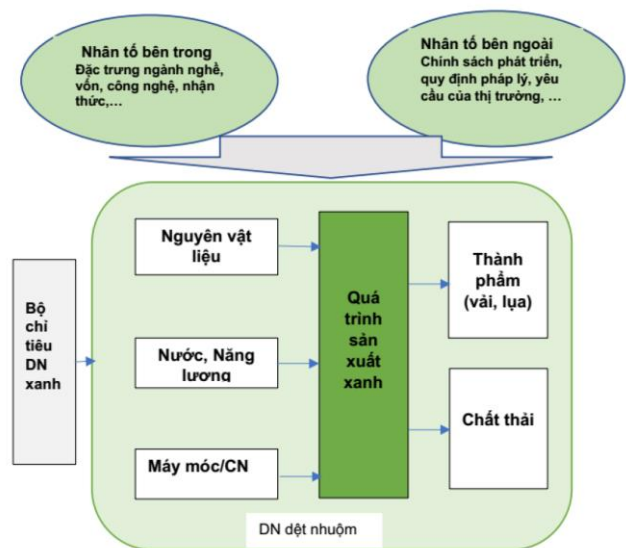 Nhân tố bên trong
Đặc trưng ngành nghề,
vốn, công nghệ, nhận
thức,...
Nhân tố bên ngoài
Chính sách phát triển,
quy định pháp lý, yêu
cầu của thị trường, ...
Bộ
chỉ
tiêu
DN
xanh
Nguyên vật
liệu
Nước, Năng
lượng
Máy móc/CN
Quá
trình
sản
xuất
xanh
Thành
phẩm
(vải, lụa)
Chất thải
DN dệt nhuộm